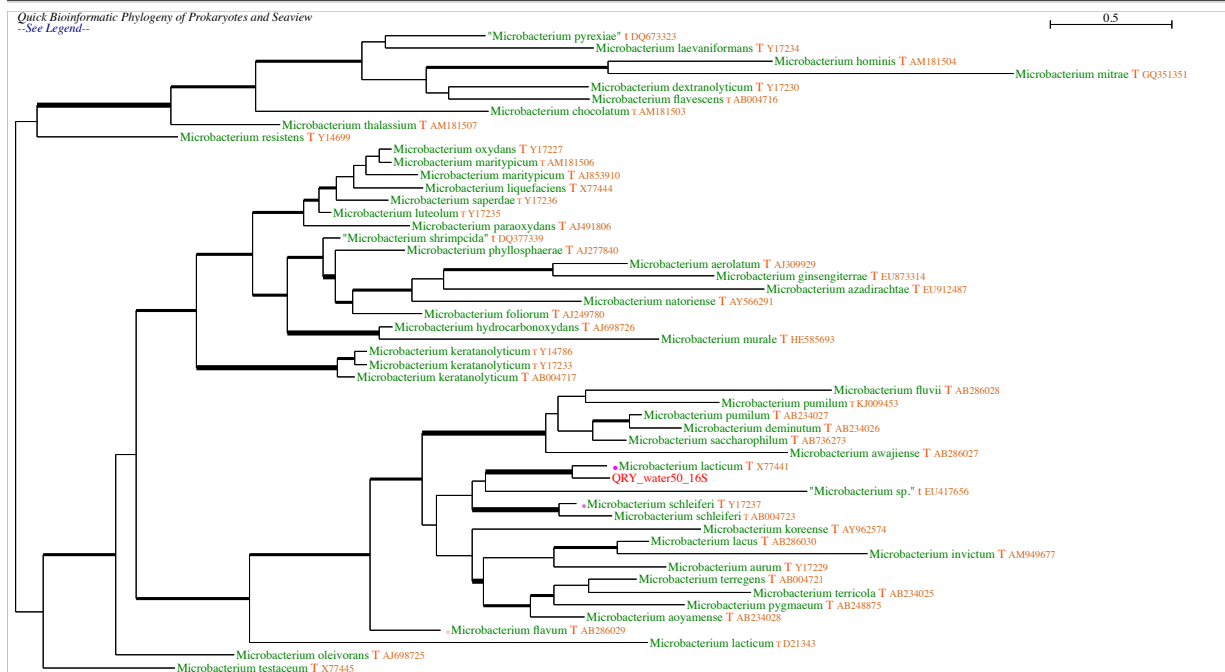 Quick Bioinformatic Phylogeny of Prokaryotes and Seaview
--See Legend--
0.5
"Microbacterium pyrexiae" t DQ673323
Microbacterium laevaniformans T Y17234
Microbacterium hominis T AM181504
Microbacterium mitrae T GQ351351
Microbacterium dextranolyticum T Y17230
Microbacterium flavescens T AB004716
Microbacterium chocolatum T AM181503
Microbacterium thalassium T AM181507
Microbacterium resistens T Y14699
Microbacterium oxydans T Y17227
Microbacterium maritypicum T AM181506
Microbacterium maritypicum T AJ853910
Microbacterium liquefaciens T X77444
Microbacterium saperdae T Y17236
Microbacterium luteolum T Y17235
Microbacterium paraoxydans T AJ491806
"Microbacterium shrimpcida" t DQ377339
Microbacterium phyllosphaerae T AJ277840
Microbacterium aerolatum T AJ309929
Microbacterium ginsengiterrae T EU873314
Microbacterium azadirachtae T EU912487
Microbacterium natoriense T AY566291
Microbacterium foliorum T AJ249780
Microbacterium hydrocarbonoxydans T AJ698726
Microbacterium murale T HE585693
Microbacterium keratanolyticum T Y14786
Microbacterium keratanolyticum T Y17233
Microbacterium keratanolyticum T AB004717
Microbacterium fluvii T AB286028
Microbacterium pumilum T KJ009453
Microbacterium pumilum T AB234027
Microbacterium deminutum T AB234026
Microbacterium saccharophilum T AB736273
Microbacterium awajiense T AB286027
Microbacterium lacticum T X77441
QRY_water50_16S
"Microbacterium sp." t EU417656
Microbacterium schleiferi T Y17237
Microbacterium schleiferi T AB004723
Microbacterium koreense T AY962574
Microbacterium lacus T AB286030
Microbacterium invictum T AM949677
Microbacterium aurum T Y17229
Microbacterium terregens T AB004721
Microbacterium terricola T AB234025
Microbacterium pygmaeum T AB248875
Microbacterium aoyamense T AB234028
Microbacterium flavum T AB286029
Microbacterium lacticum T D21343
Microbacterium oleivorans T AJ698725
Microbacterium testaceum T X77445